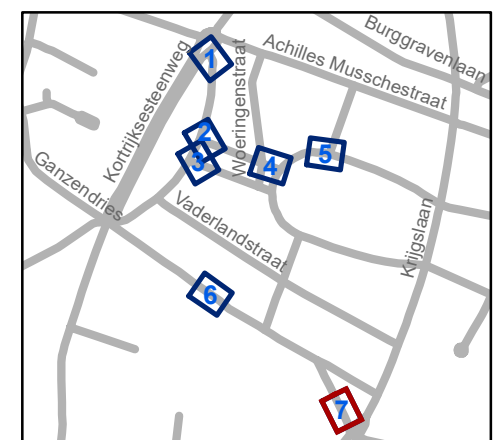 Burggravenlaan
Achilles Musschestraat
Kortrijksesteenweg
Woeringenstraat
1
2
3
4
5
Ganzendries
Vaderlandstraat
Krijgslaan
6
7